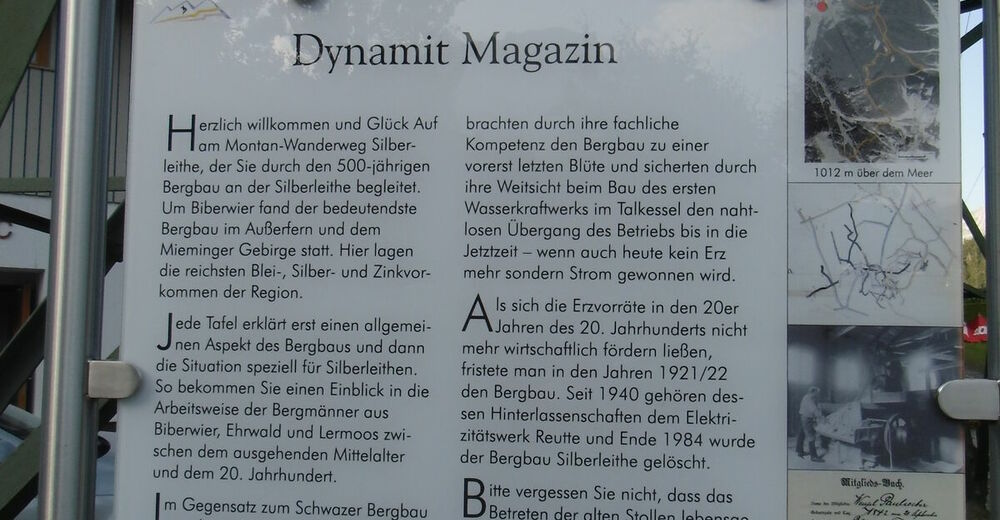 Dynamit Magazin
Herzlich willkommen und Glück Auf
am Montan-Wanderweg Silber-
leithe, der Sie durch den 500-jährigen
Bergbau an der Silberleithe begleitet.
Um Biberwier fand der bedeutendste
Bergbau im Außerfern und dem
Mieminger Gebirge statt. Hier lagen
die reichsten Blei-, Silber- und Zinkvor-
kommen der Region.
Jede Tafel erklärt erst einen allgemei-
nen Aspekt des Bergbaus und dann
die Situation speziell für Silberleithen.
So bekommen Sie einen Einblick in die
Arbeitsweise der Bergmänner aus
Biberwier, Ehrwald und Lermoos zwi-
schen dem ausgehenden Mittelalter
und dem 20. Jahrhundert.
Im Gegensatz zum Schwazer Bergbau
brachten durch ihre fachliche
Kompetenz den Bergbau zu einer
vorerst letzten Blüte und sicherten durch
ihre Weitsicht beim Bau des ersten
Wasserkraftwerks im Talkessel den naht-
losen Übergang des Betriebs bis in die
Jetztzeit – wenn auch heute kein Erz
mehr sondern Strom gewonnen wird.
Als sich die Erzvorräte in den 20er
Jahren des 20. Jahrhunderts nicht
mehr wirtschaftlich fördern ließen,
fristete man in den Jahren 1921/22
den Bergbau. Seit 1940 gehören des-
sen Hinterlassenschaften dem Elektri-
zitätswerk Reutte und Ende 1984 wurde
der Bergbau Silberleithe gelöscht.
Bitte vergessen Sie nicht, dass das
Betreten der alten Stollen lebensge
1012 m über dem Meer
Mitglieds-Buch.